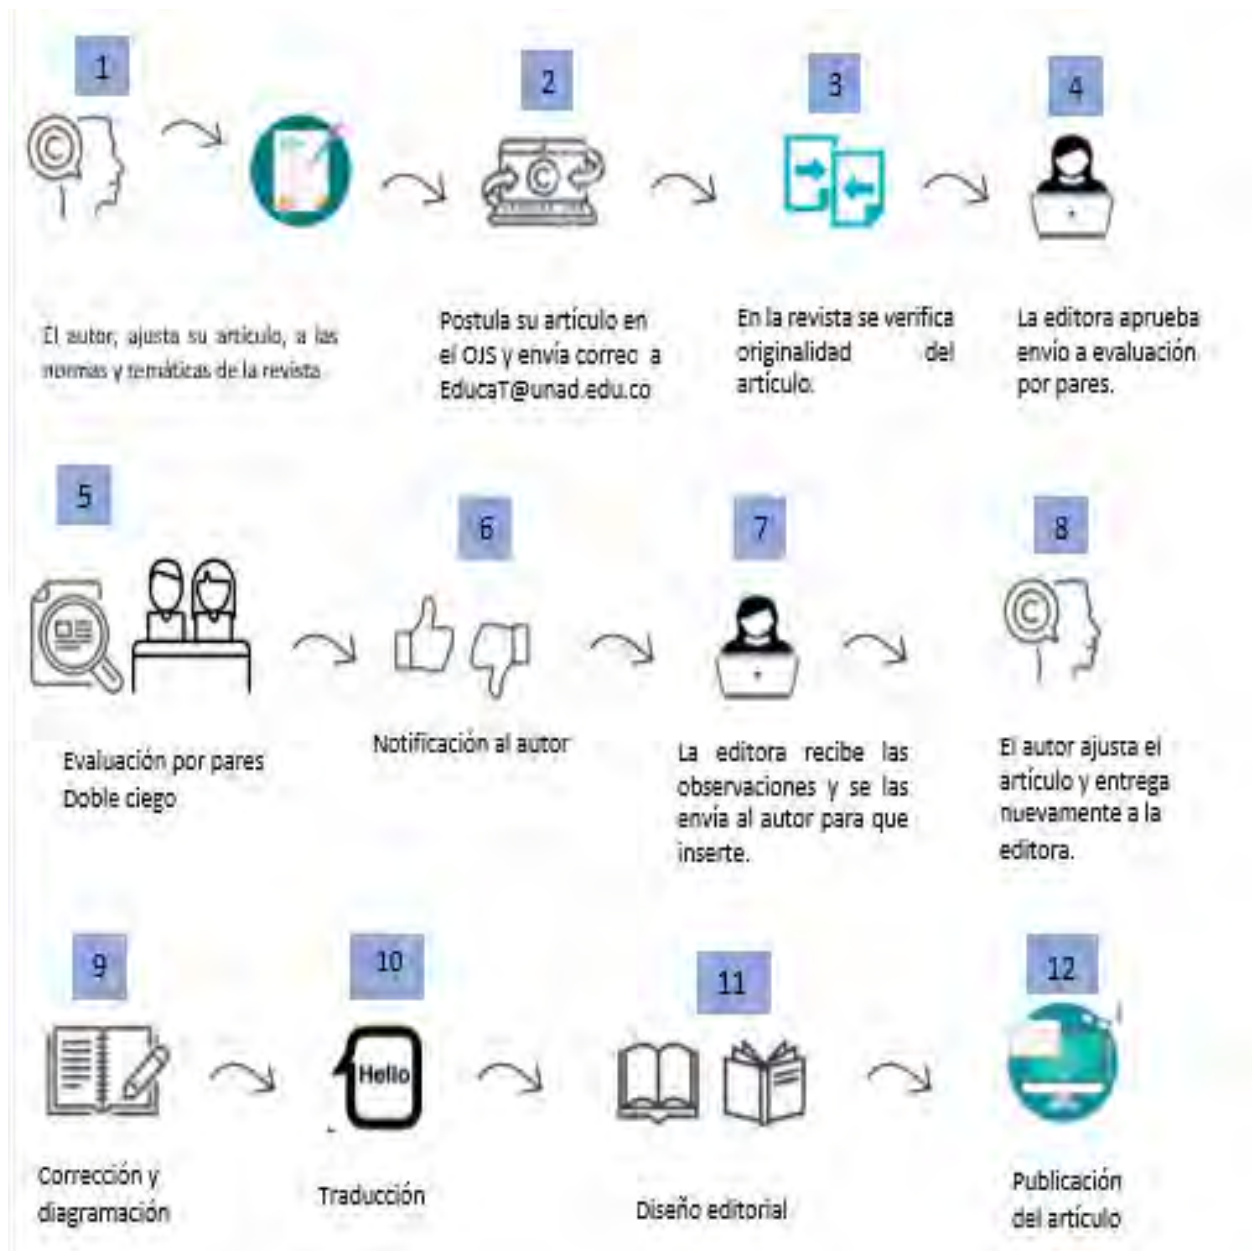 1
2
3
4
El autor, ajusta su artículo, a las
normas y temáticas de la revista
Postula su artículo en
el OJS y envía correo a
EducaT@unad.edu.co
En la revista se verifica
originalidad del
artículo.
La editora aprueba
envío a evaluación
por pares.
5
6
7
8
Evaluación por pares
Doble ciego
Notificación al autor
La editora recibe las
observaciones y se las
envía al autor para que
inserte.
El autor ajusta el
artículo y entrega
nuevamente a la
editora.
9
10
11
12
Hello
Corrección y
diagramación
Traducción
Diseño editorial
Publicación
del artículo